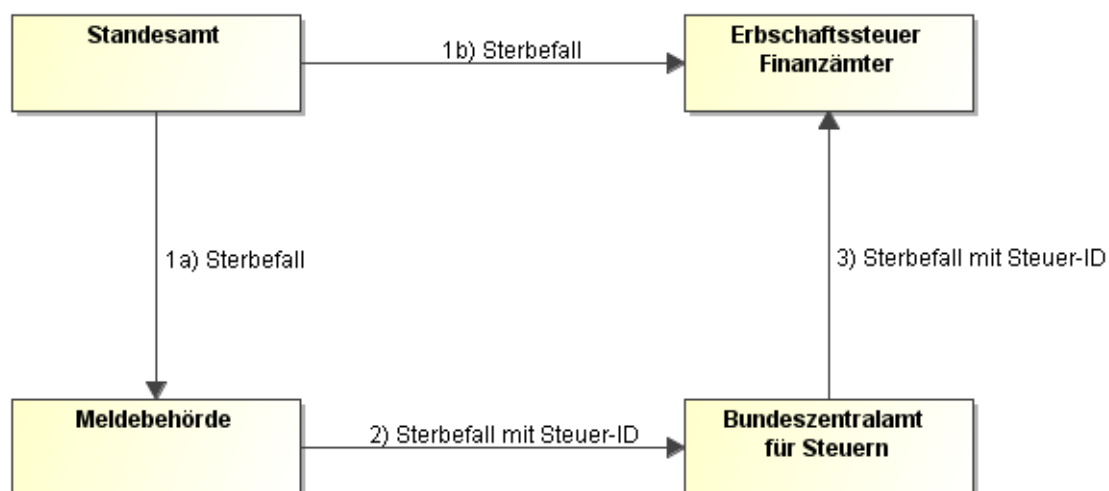 Standesamt
1b) Sterbefall
Erbschaftssteuer
Finanzämter
1a) Sterbefall
3) Sterbefall mit Steuer-ID
Meldebehörde
2) Sterbefall mit Steuer-ID
Bundeszentralamt
für Steuern